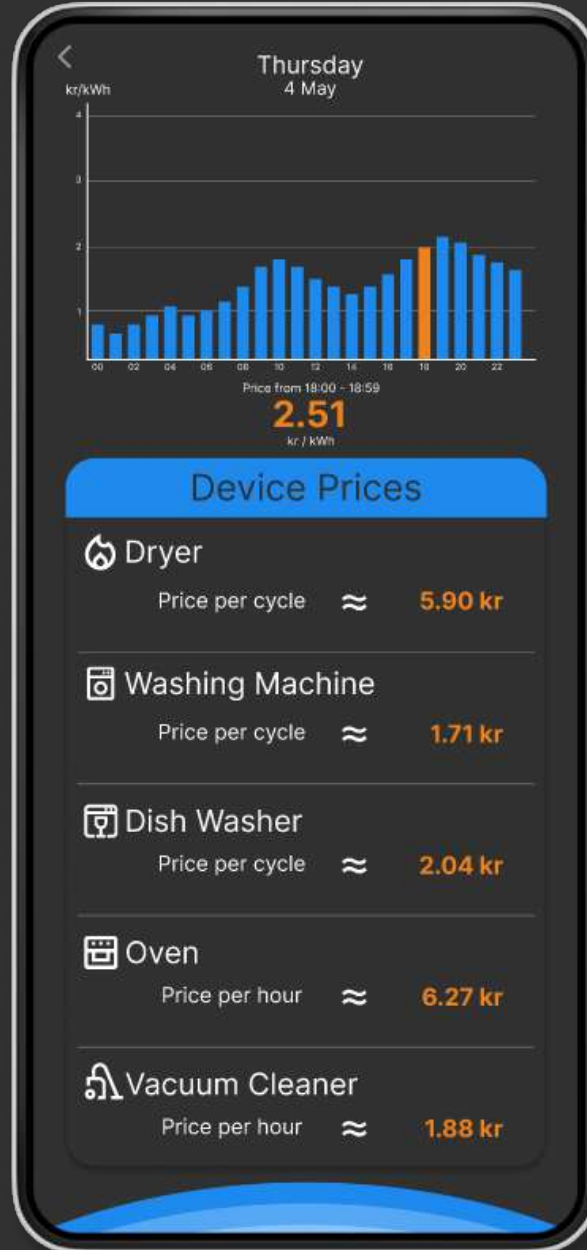 Thursday
4 May
kr/kWh
4
3
2
1
00 02 04 06 08 10 12 14 16 18 20 22
Price from 18:00 - 18:59
2.51
kr / kWh
Device Prices
Dryer
Price per cycle ≈ 5.90 kr
Washing Machine
Price per cycle ≈ 1.71 kr
Dish Washer
Price per cycle ≈ 2.04 kr
Oven
Price per hour ≈ 6.27 kr
Vacuum Cleaner
Price per hour ≈ 1.88 kr